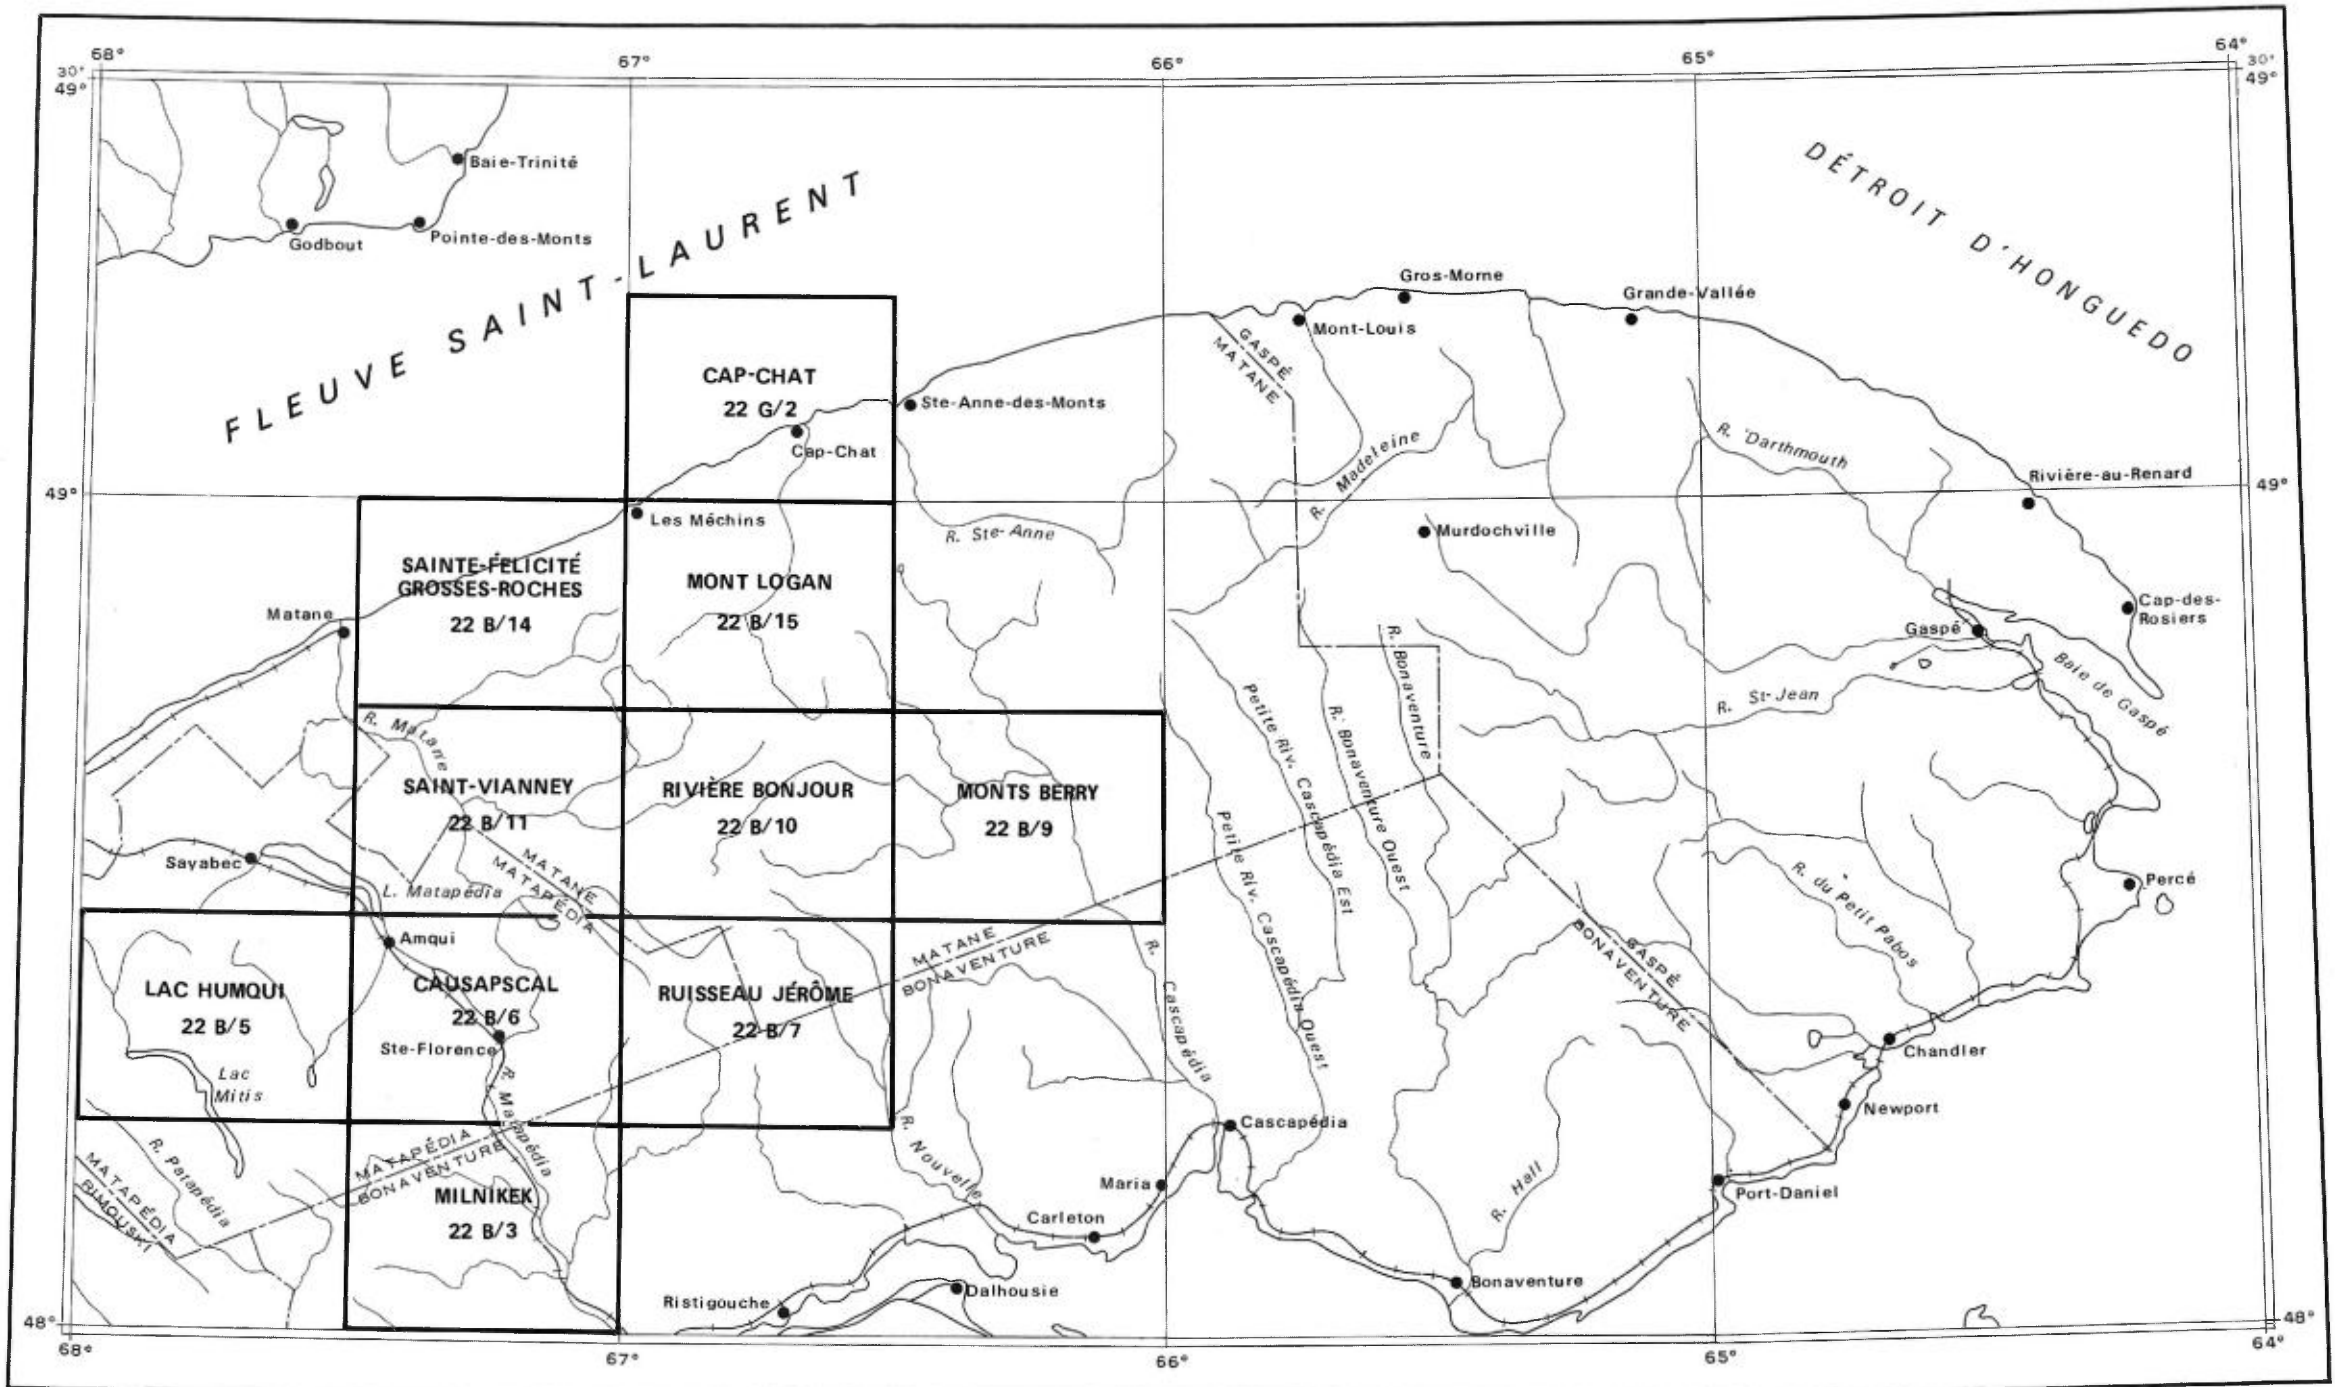 68°
67°
66°
65°
64°
30'
49°
30'
49°
Baie-Trinité
Godbout
Pointe-des-Monts
FLEUVE SAINT-LAURENT
DÉTROIT D'HONGUEDO
Gros-Morne
Grande-Vallée
Mont-Louis
GASPÉ
MATANE
CAP-CHAT
22 G/2
Cap-Chat
Ste-Anne-des-Monts
R. Madeleine
R. Darthmouth
Rivière-au-Renard
49°
49°
Les Méchins
R. Ste-Anne
Murdochville
SAINTE-FÉLICITÉ
GROSSES-ROCHES
22 B/14
MONT LOGAN
22 B/15
Matane
Cap-des-
Rosiers
Gaspé
Baie de Gaspé
R. St-Jean
R. Bonaventure
R. Bonaventure Ouest
Petite Riv. Cascapédia Est
Petite Riv. Cascapédia Ouest
R. Matane
SAINT-VIANNEY
22 B/11
RIVIÈRE BONJOUR
22 B/10
MONTS BERRY
22 B/9
Sayabec
L. Matapédia
MATANE
MATAPÉDIA
R. du Petit Pabos
Percé
Amqui
MATANE
BONAVENTURE
GASPÉ
BONAVENTURE
LAC HUMQUI
22 B/5
CAUSAPSCAL
22 B/6
Ste-Florence
RUISSEAU JÉRÔME
22 B/7
R. Cascapédia
Chandler
Lac
Mitis
R. Matapédia
Newport
Cascapédia
R. Nouvelle
MATAPÉDIA
BONAVENTURE
R. Patapédia
MATAPÉDIA
RIMOUSKI
MILNIKEK
22 B/3
Maria
Carleton
R. Hall
Port-Daniel
Bonaventure
Dalhousie
Ristigouche
48°
48°
68°
67°
66°
65°
64°